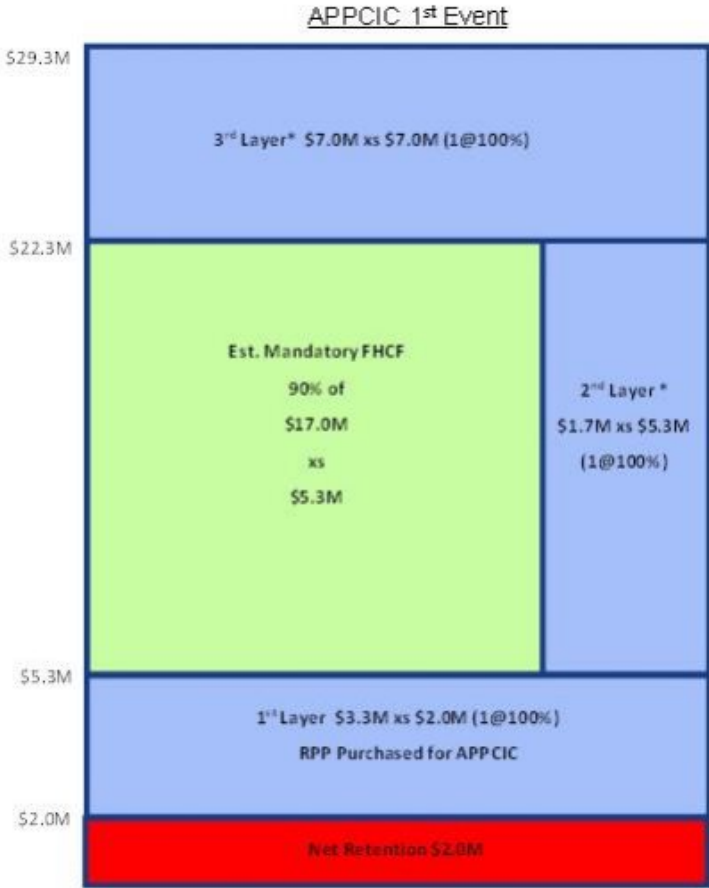 APPCIC 1st Event
$29.3M
3rd Layer* $7.0M xs $7.0M (1@100%)
$22.3M
Est. Mandatory FHCF
90% of
$17.0M
xs
$5.3M
2nd Layer *
$1.7M xs $5.3M
(1@100%)
$5.3M
1st Layer $3.3M xs $2.0M (1@100%)
RPP Purchased for APPCIC
$2.0M
Net Retention $2.0M